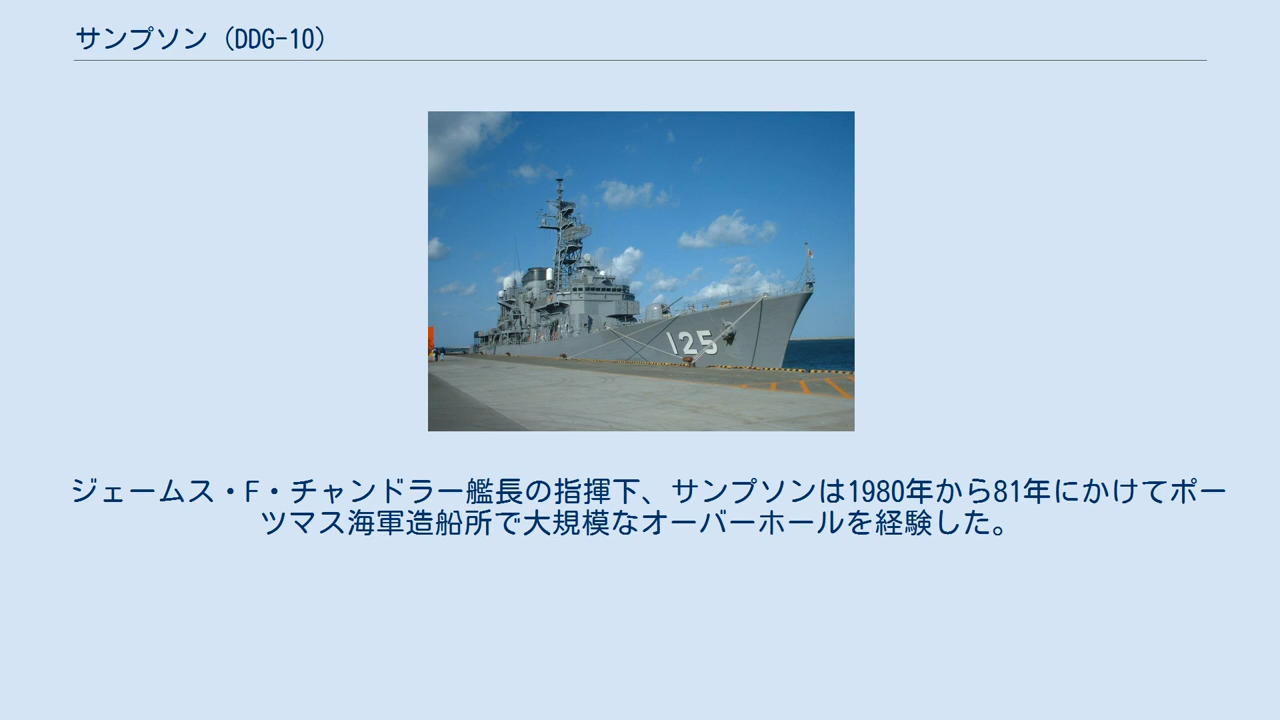 サンプソン（DDG-10）
125
ジェームス・F・チャンドラー艦長の指揮下、サンプソンは1980年から81年にかけてポー
ツマス海軍造船所で大規模なオーバーホールを経験した。